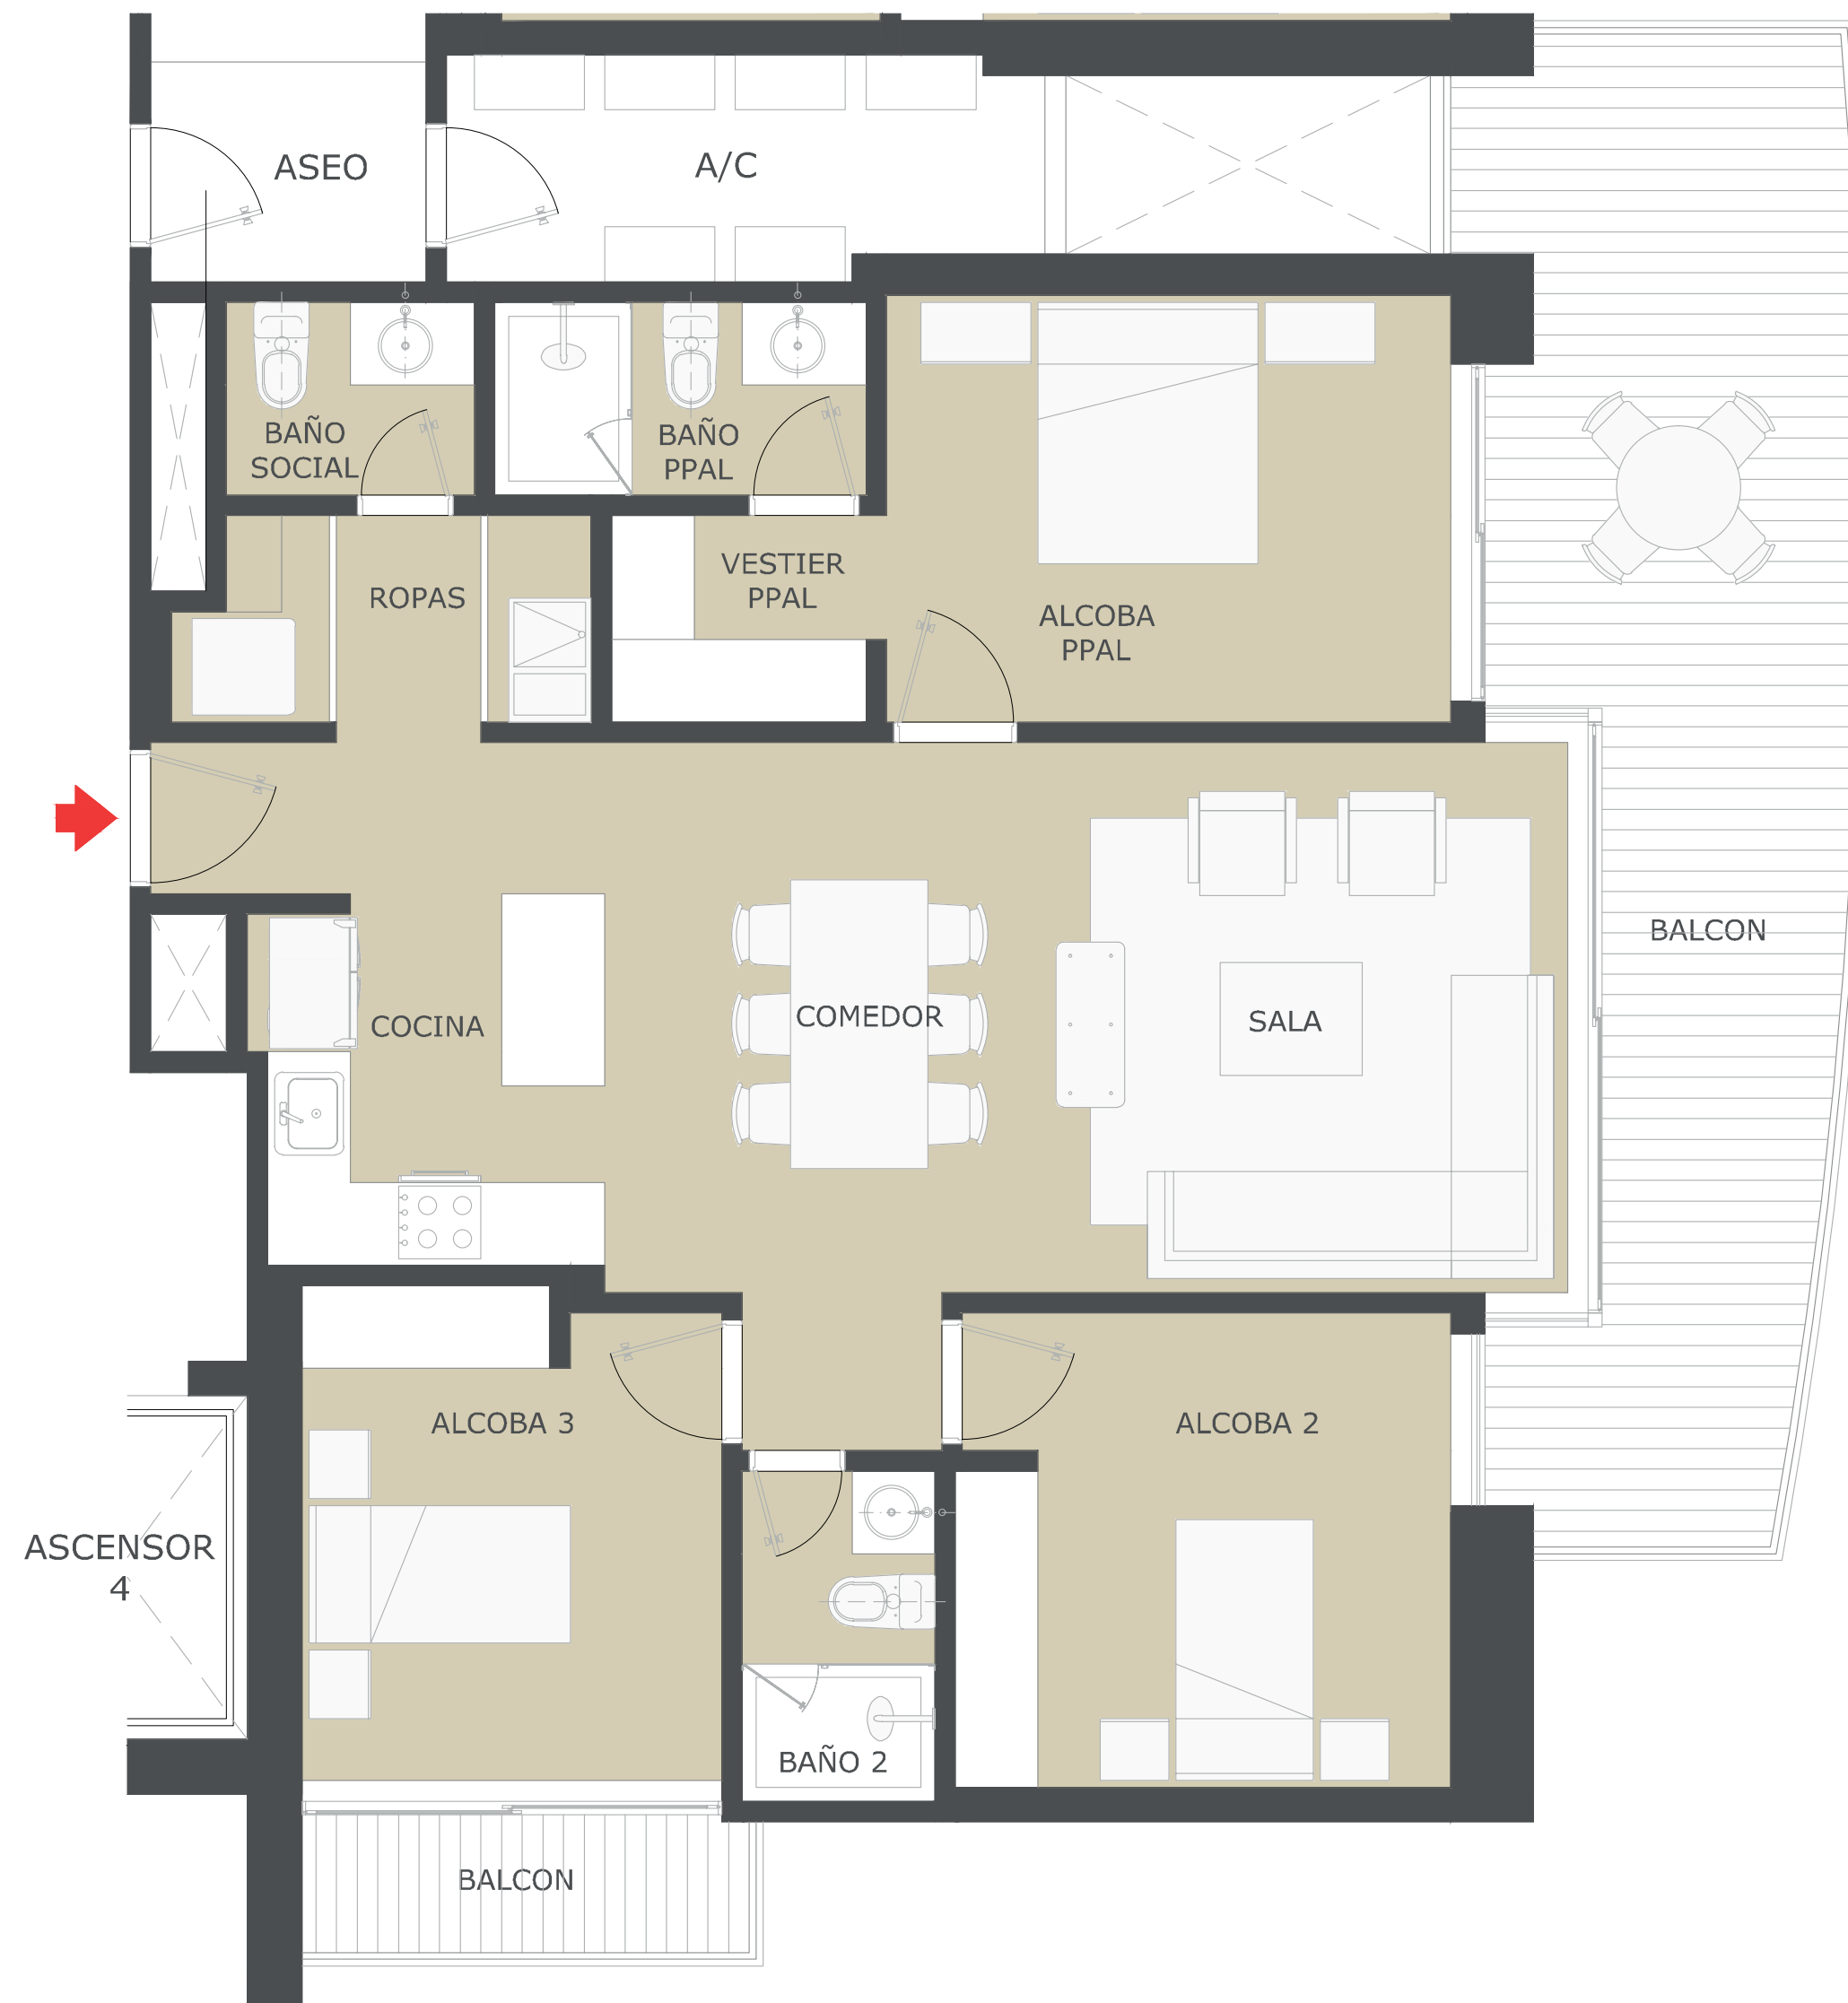 ASEO
A/C
BAÑO
SOCIAL
BAÑO
PPAL
ROPAS
VESTIER
PPAL
ALCOBA
PPAL
BALCON
COCINA
COMEDOR
SALA
ALCOBA 3
ALCOBA 2
ASCENSOR
4
BAÑO 2
BALCON